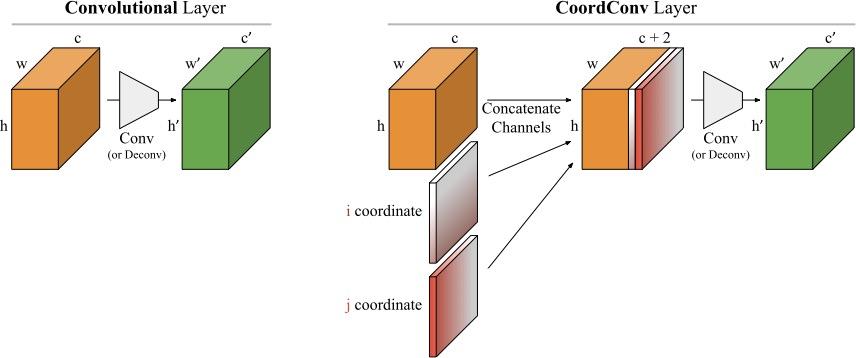 Convolutional Layer
c
w
h
Conv
(or Deconv)
c′
w′
h′
CoordConv Layer
c
w
h
Concatenate
Channels
i coordinate
j coordinate
c + 2
w
h
Conv
(or Deconv)
c′
w′
h′